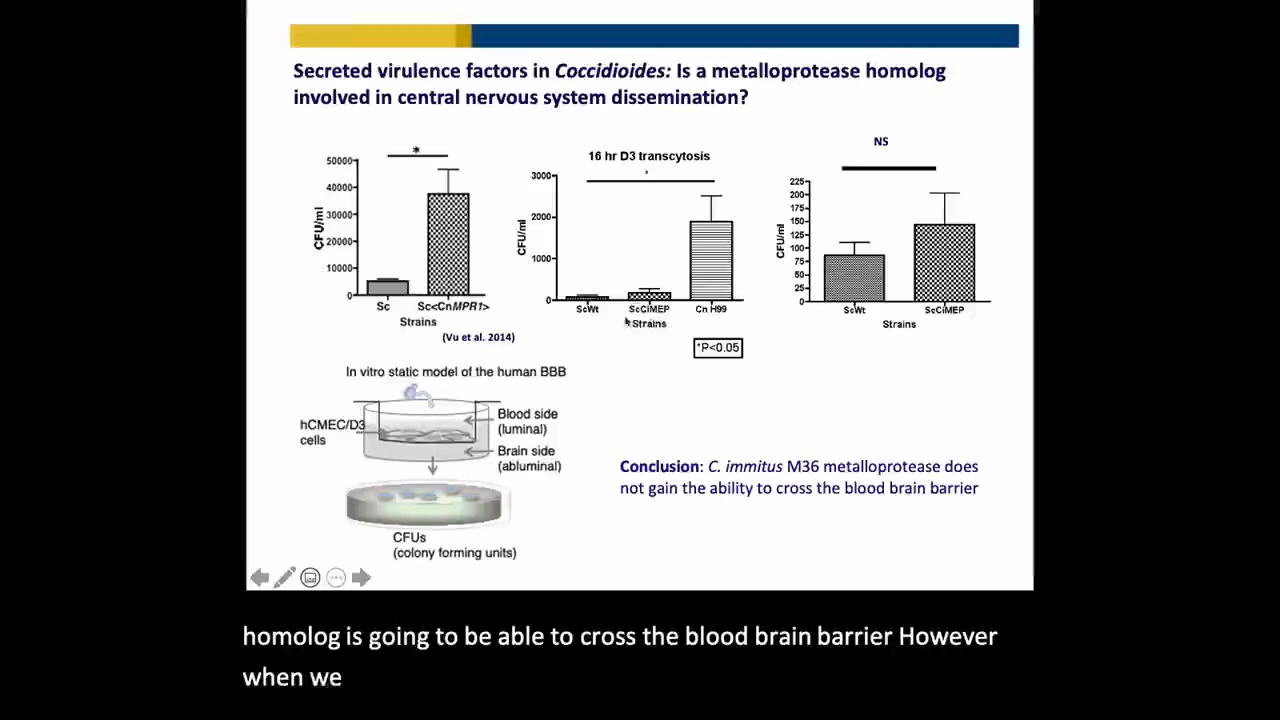 Secreted virulence factors in Coccidioides: Is a metalloprotease homolog
involved in central nervous system dissemination?
*
50000
40000
30000
20000
10000
0
CFU/ml
Sc
Sc<CnMPR1>
Strains
(Vu et al. 2014)
16 hr D3 transcytosis
3000
2000
1000
0
CFU/ml
ScWt
ScCiMEP
Cn H99
Strains
*P<0.05
NS
225
200
175
150
125
100
75
50
25
0
CFU/ml
ScWt
ScCiMEP
Strains
In vitro static model of the human BBB
hCMEC/D3
cells
Blood side
(luminal)
Brain side
(abluminal)
CFUs
(colony forming units)
Conclusion: C. immitus M36 metalloprotease does
not gain the ability to cross the blood brain barrier
homolog is going to be able to cross the blood brain barrier However
when we